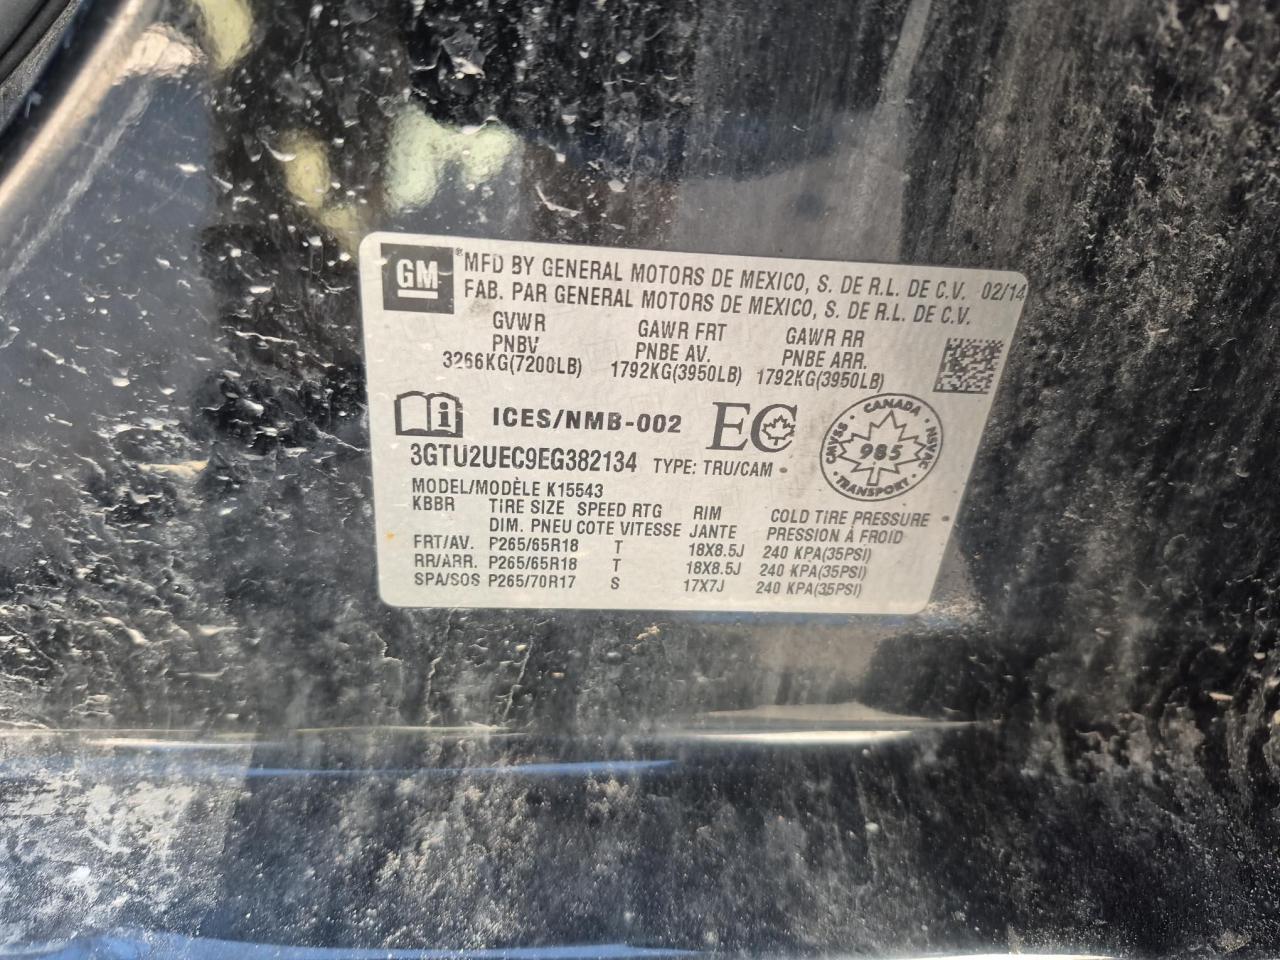 GM ® MFD BY GENERAL MOTORS DE MEXICO, S. DE R.L. DE C.V. 02/14
FAB. PAR GENERAL MOTORS DE MEXICO, S. DE R.L. DE C.V.
GVWR GAWR FRT GAWR RR
PNBV PNBE AV. PNBE ARR.
3266KG(7200LB) 1792KG(3950LB) 1792KG(3950LB)
i ICES/NMB-002 EC
CANADA
CMVSS 985 NSVAC
TRANSPORT
3GTU2UEC9EG382134 TYPE: TRU/CAM
MODEL/MODÈLE K15543
KBBR TIRE SIZE SPEED RTG RIM COLD TIRE PRESSURE
DIM. PNEU COTE VITESSE JANTE PRESSION À FROID
FRT/AV. P265/65R18 T 18X8.5J 240 KPA(35PSI)
RR/ARR. P265/65R18 T 18X8.5J 240 KPA(35PSI)
SPA/SOS P265/70R17 S 17X7J 240 KPA(35PSI)